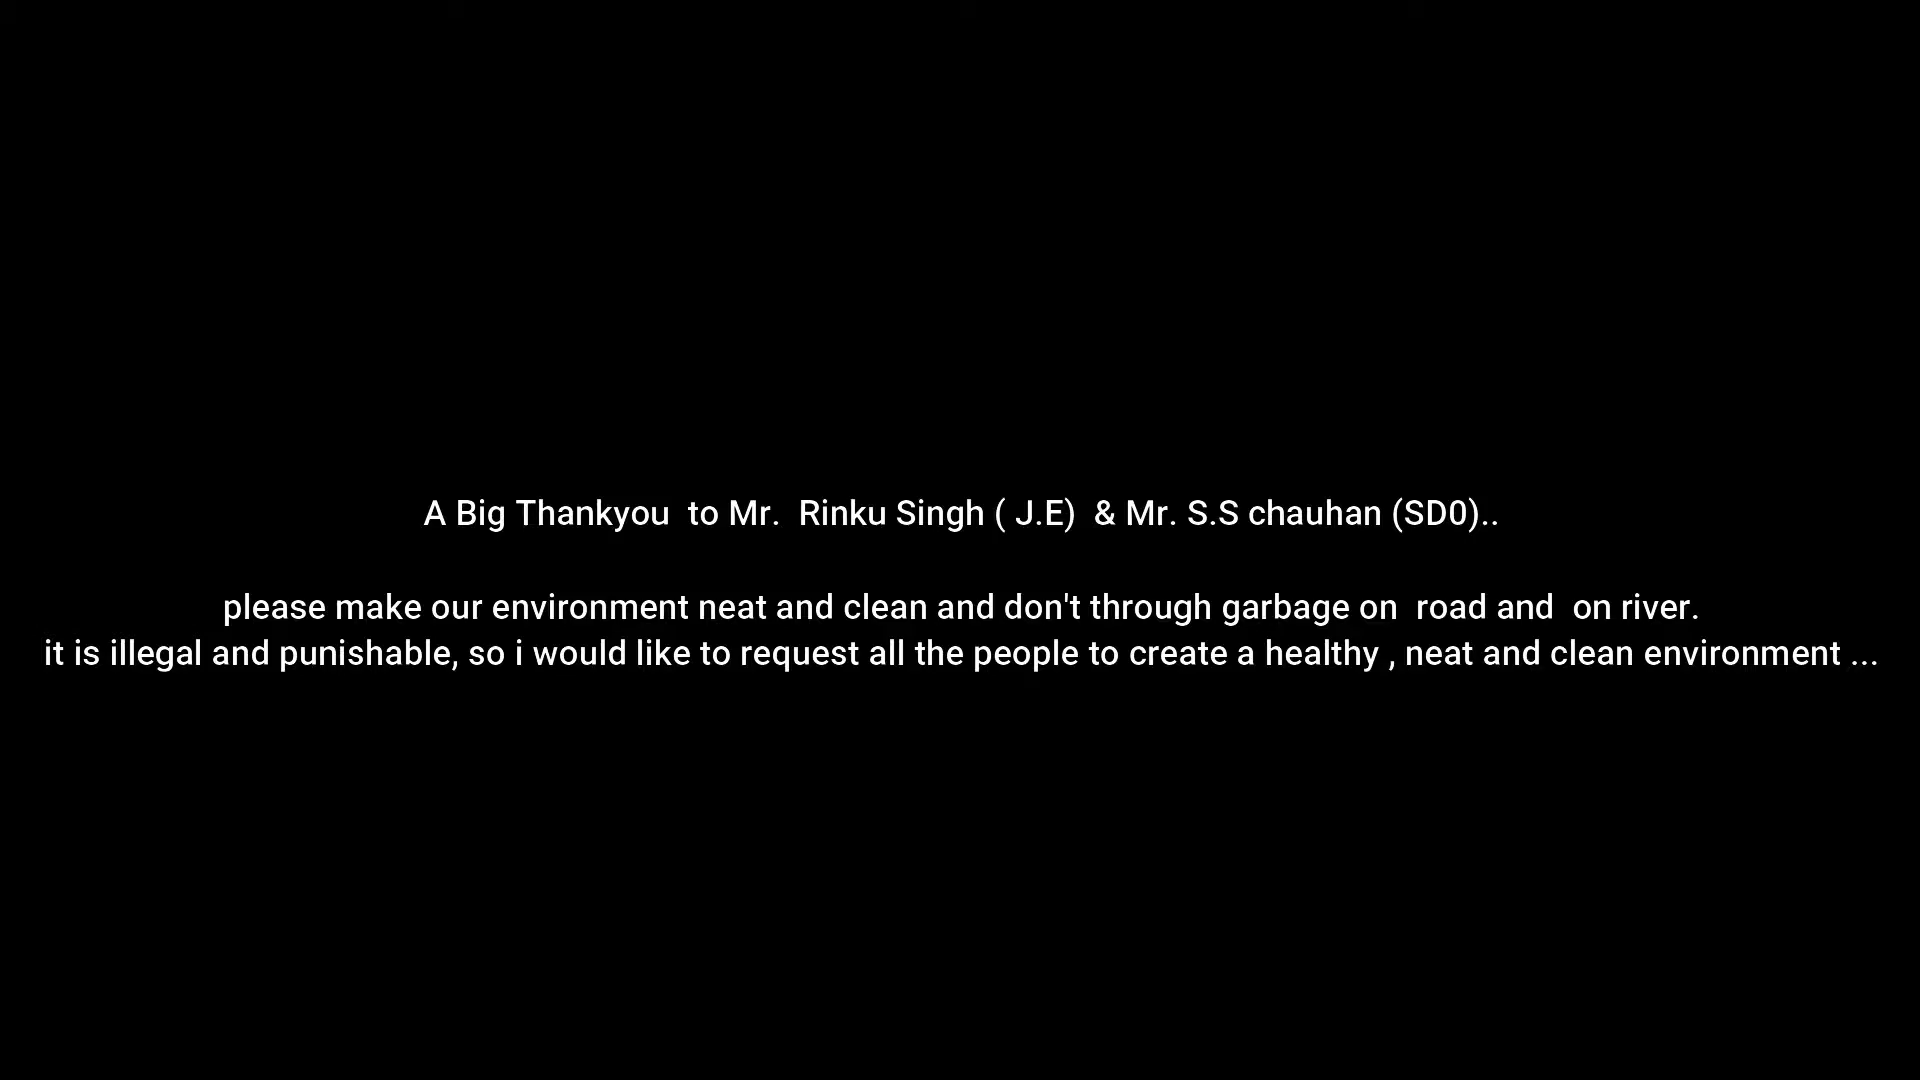 A Big Thankyou  to Mr.  Rinku Singh ( J.E)  & Mr. S.S chauhan (SD0)..
please make our environment neat and clean and don't through garbage on  road and  on river.
it is illegal and punishable, so i would like to request all the people to create a healthy , neat and clean environment ...